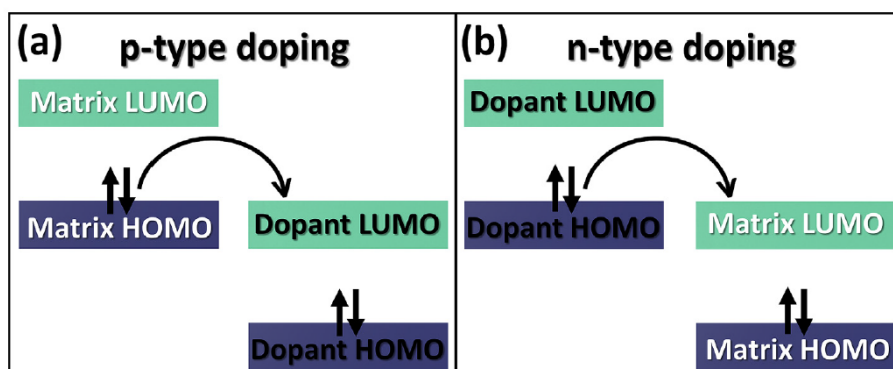 (a)
p-type doping
Matrix LUMO
Matrix HOMO
Dopant LUMO
Dopant HOMO
(b)
n-type doping
Dopant LUMO
Dopant HOMO
Matrix LUMO
Matrix HOMO